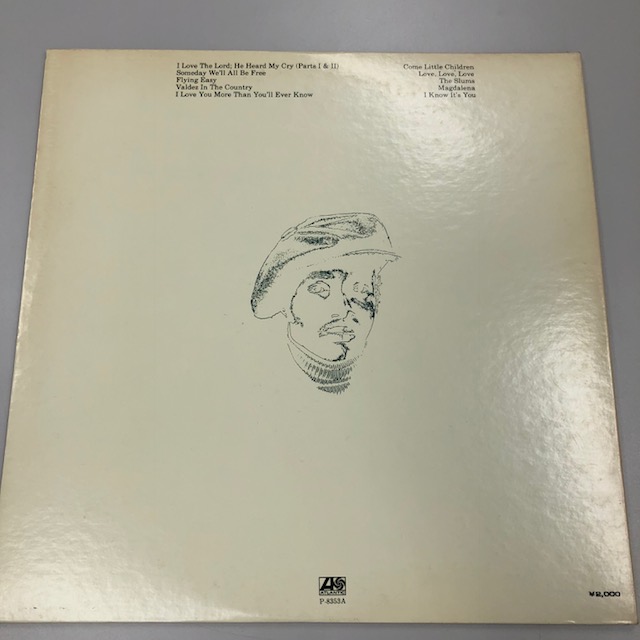 I Love The Lord; He Heard My Cry (Parts I & II)
Someday We'll All Be Free
Flying Easy
Valdez In The Country
I Love You More Than You'll Ever Know
Come Little Children
Love, Love, Love
The Slums
Magdalena
I Know It's You
ATLANTIC
P-8353A
¥2,000